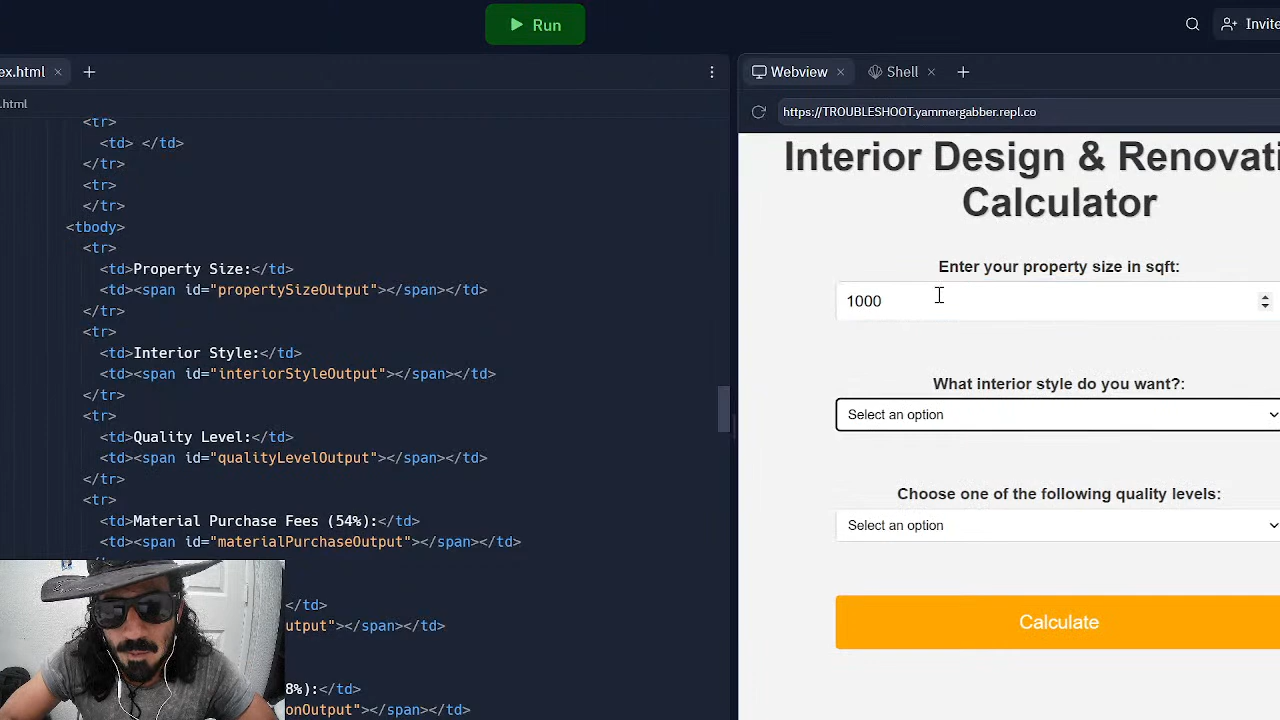 Run
Invite
ex.html
Webview
Shell
.html
https://TROUBLESHOOT.yammergabber.repl.co
<tr>
<td> </td>
</tr>
<tr>
</tr>
<tbody>
<tr>
<td>Property Size:</td>
<td><span id="propertySizeOutput"></span></td>
</tr>
<tr>
<td>Interior Style:</td>
<td><span id="interiorStyleOutput"></span></td>
</tr>
<tr>
<td>Quality Level:</td>
<td><span id="qualityLevelOutput"></span></td>
</tr>
<tr>
<td>Material Purchase Fees (54%):</td>
<td><span id="materialPurchaseOutput"></span></td>
</td>
utput"></span></td>
8%):</td>
onOutput"></span></td>
Interior Design & Renovati
Calculator
Enter your property size in sqft:
1000
What interior style do you want?:
Select an option
Choose one of the following quality levels:
Select an option
Calculate